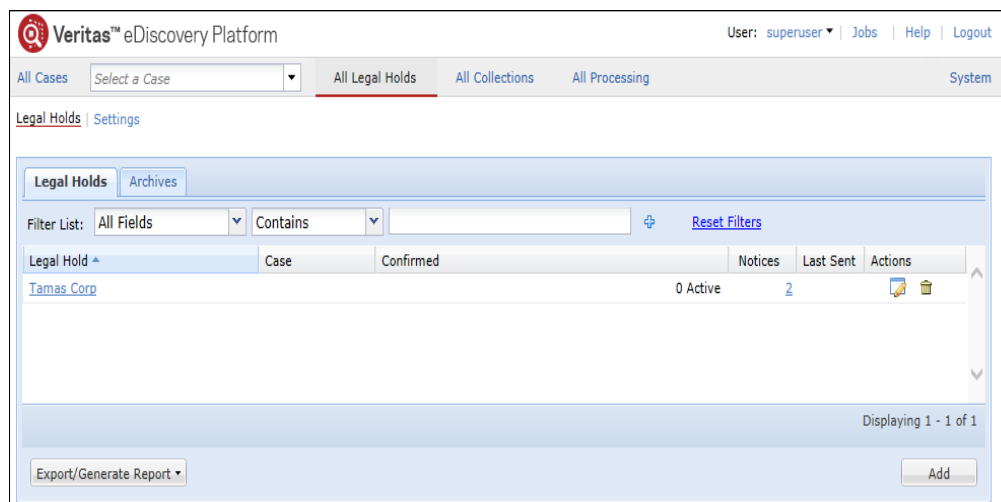 Veritas™ eDiscovery Platform
User: superuser | Jobs | Help | Logout
All Cases Select a Case All Legal Holds All Collections All Processing System
Legal Holds | Settings
Legal Holds Archives
Filter List: All Fields Contains Reset Filters
Legal Hold Case Confirmed Notices Last Sent Actions
Tamas Corp 0 Active 2
Displaying 1 - 1 of 1
Export/Generate Report Add